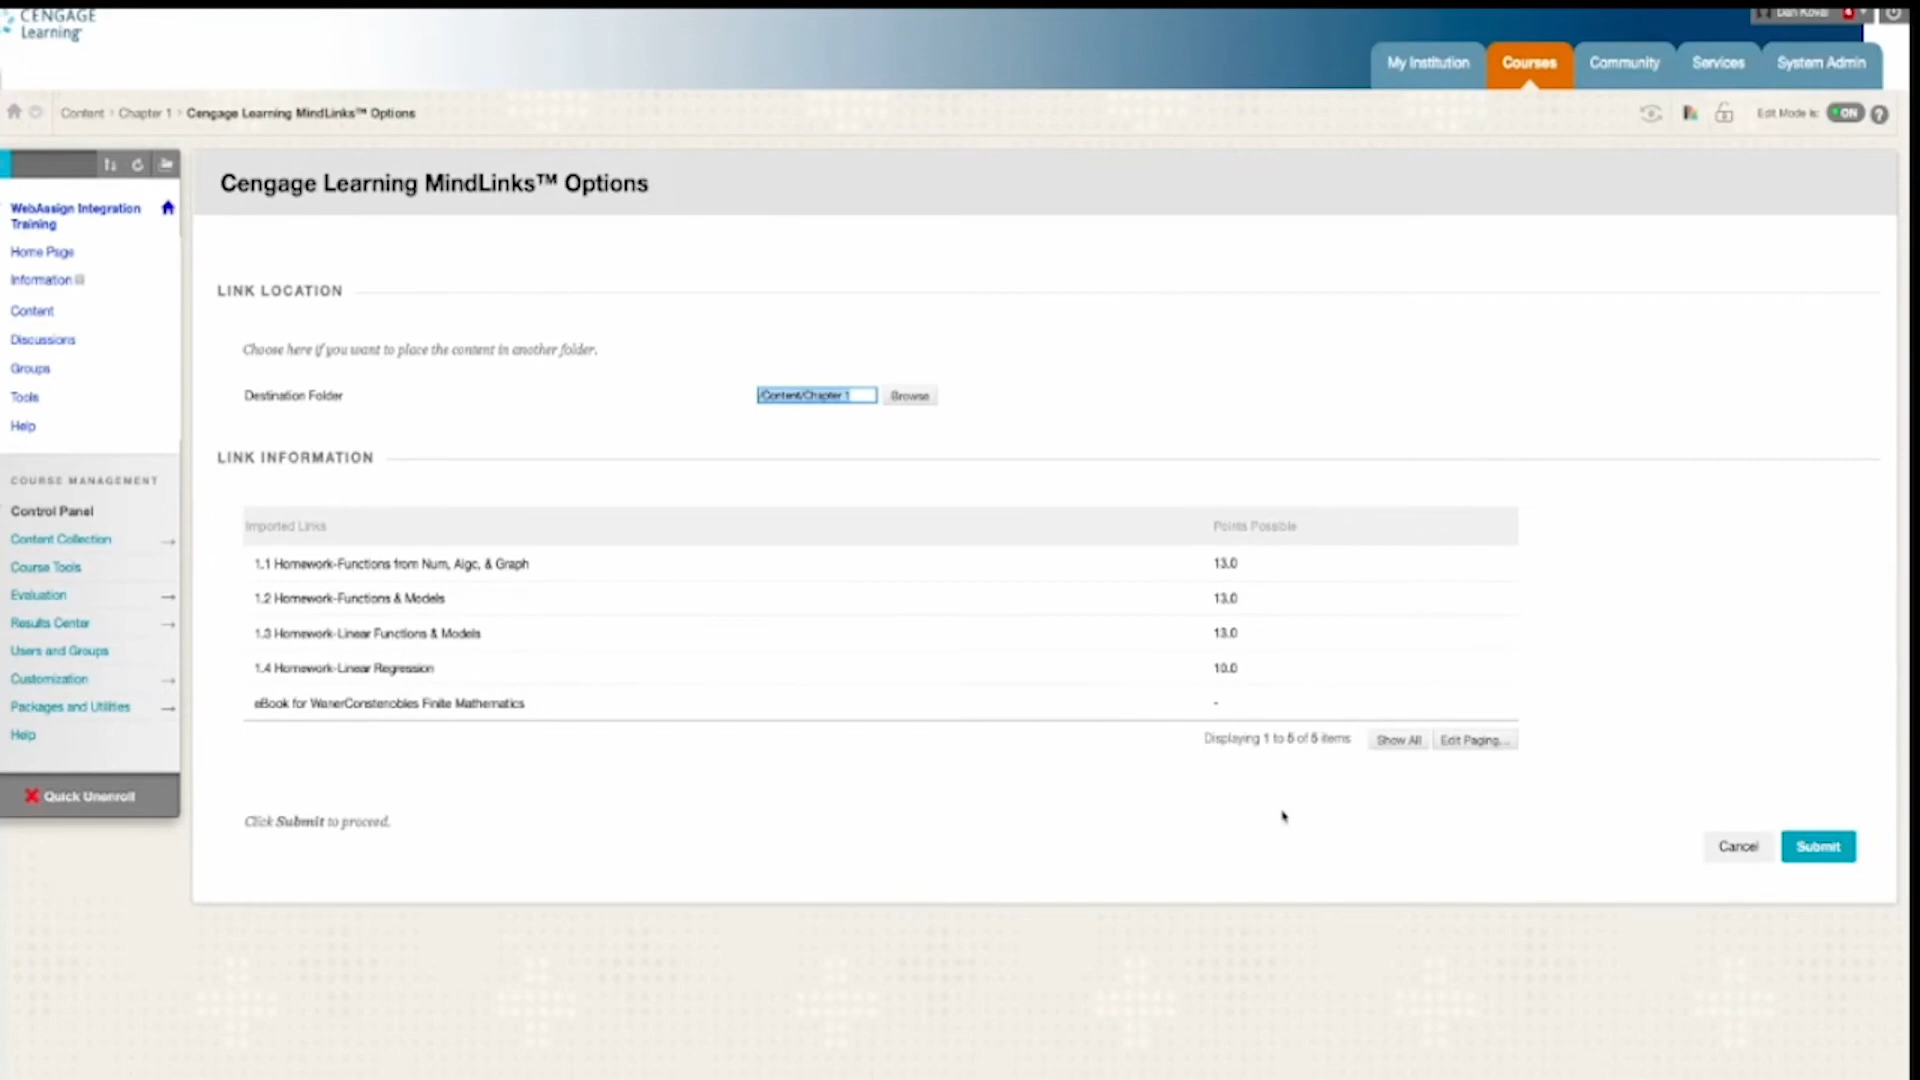 CENGAGE
Learning
Dan Koval
4
My Institution
Courses
Community
Services
System Admin
Content
Chapter 1
Cengage Learning MindLinks™ Options
Edit Mode is:
ON
?
WebAssign Integration
Training
Home Page
Information
Content
Discussions
Groups
Tools
Help
COURSE MANAGEMENT
Control Panel
Content Collection
Course Tools
Evaluation
Results Center
Users and Groups
Customization
Packages and Utilities
Help
Quick Unenroll
Cengage Learning MindLinks™ Options
LINK LOCATION
Choose here if you want to place the content in another folder.
Destination Folder
/Content/Chapter 1
Browse
LINK INFORMATION
Imported Links
Points Possible
1.1 Homework-Functions from Num, Algc, & Graph
13.0
1.2 Homework-Functions & Models
13.0
1.3 Homework-Linear Functions & Models
13.0
1.4 Homework-Linear Regression
10.0
eBook for WanerConstenobles Finite Mathematics
-
Displaying 1 to 5 of 5 items
Show All
Edit Paging...
Click Submit to proceed.
Cancel
Submit